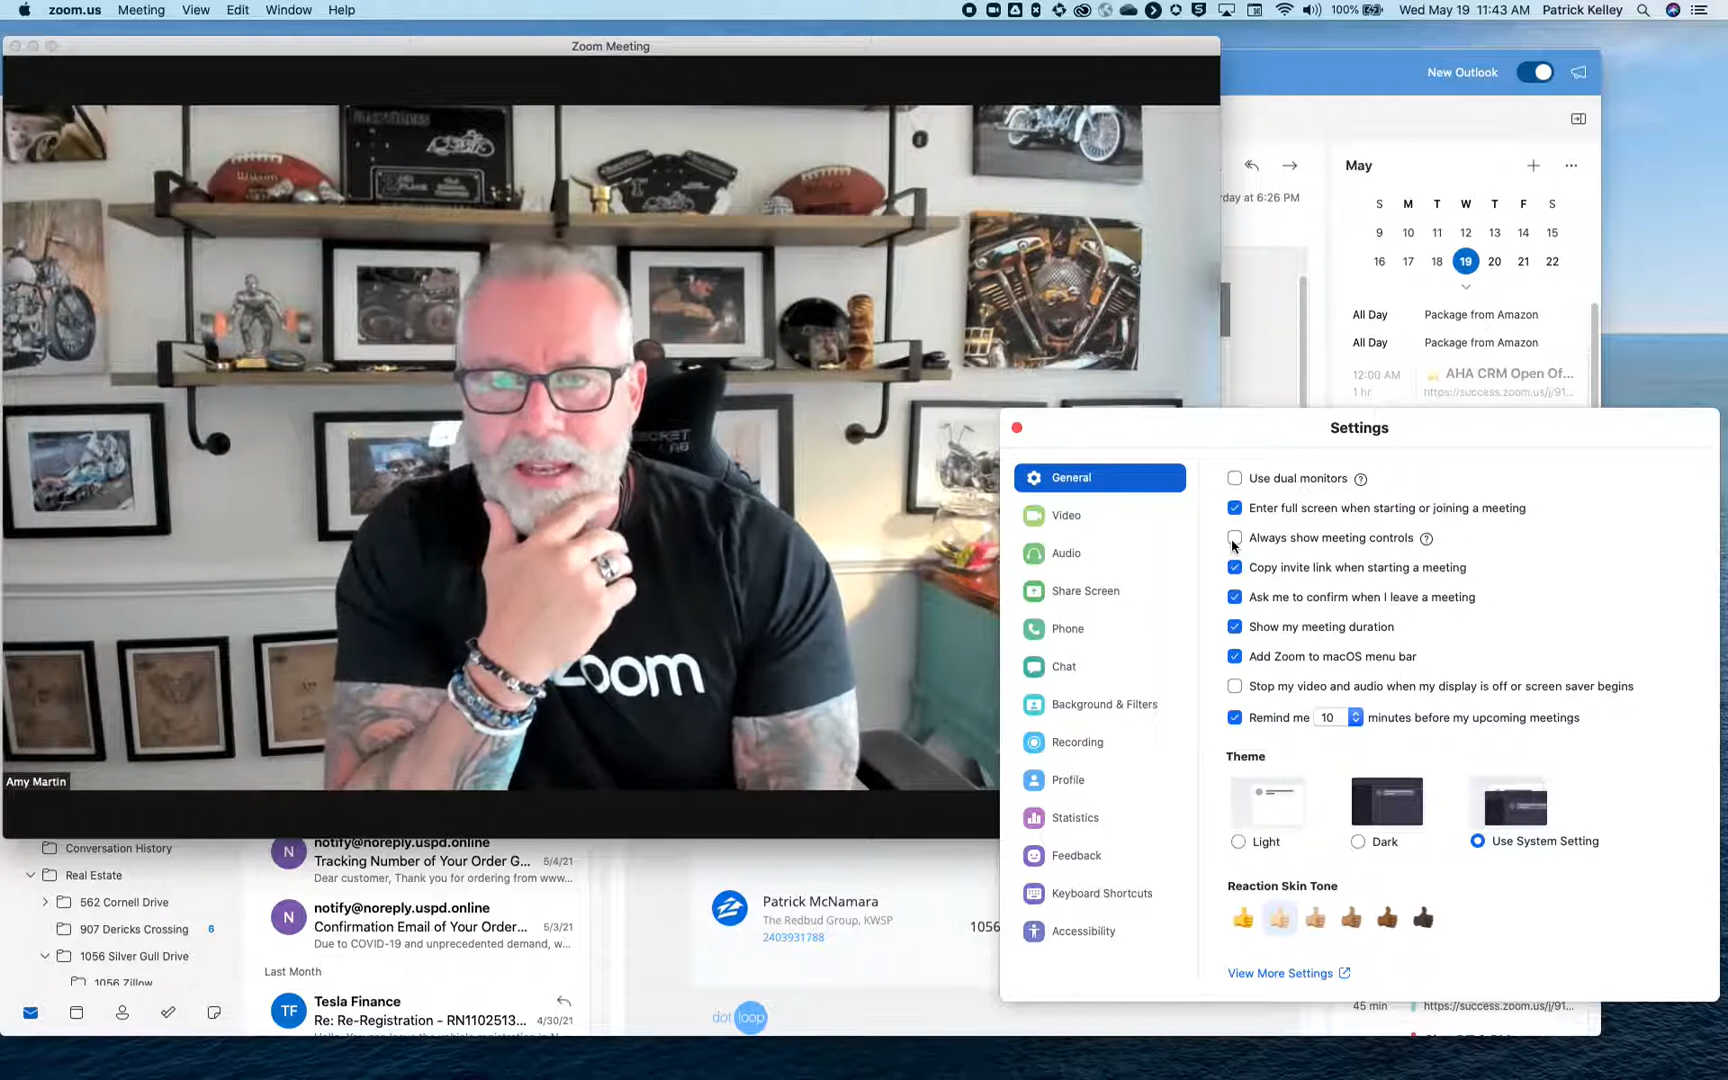 zoom.us Meeting View Edit Window Help
100% Wed May 19 11:43 AM Patrick Kelley
Zoom Meeting
New Outlook
rday at 6:26 PM
May
S M T W T F S
9 10 11 12 13 14 15
16 17 18 19 20 21 22
All Day Package from Amazon
All Day Package from Amazon
12:00 AM AHA CRM Open Of...
1 hr https://success.zoom.us/j/91...
Wilson
SECRET
LAB
zoom
Amy Martin
Settings
General
Video
Audio
Share Screen
Phone
Chat
Background & Filters
Recording
Profile
Statistics
Feedback
Keyboard Shortcuts
Accessibility
Use dual monitors ?
Enter full screen when starting or joining a meeting
Always show meeting controls ?
Copy invite link when starting a meeting
Ask me to confirm when I leave a meeting
Show my meeting duration
Add Zoom to macOS menu bar
Stop my video and audio when my display is off or screen saver begins
Remind me 10 minutes before my upcoming meetings
Theme
Light Dark Use System Setting
Reaction Skin Tone
View More Settings
45 min https://success.zoom.us/j/91...
Conversation History
Real Estate
562 Cornell Drive
907 Dericks Crossing 6
1056 Silver Gull Drive
1056 Zillow
N
notify@noreply.uspd.online
Tracking Number of Your Order G... 5/4/21
Dear customer, Thank you for ordering from www...
N
notify@noreply.uspd.online
Confirmation Email of Your Order... 5/3/21
Due to COVID-19 and unprecedented demand, w...
Last Month
TF
Tesla Finance
Re: Re-Registration - RN1102513... 4/30/21
Patrick McNamara
The Redbud Group, KWSP
2403931788
1056
dotloop